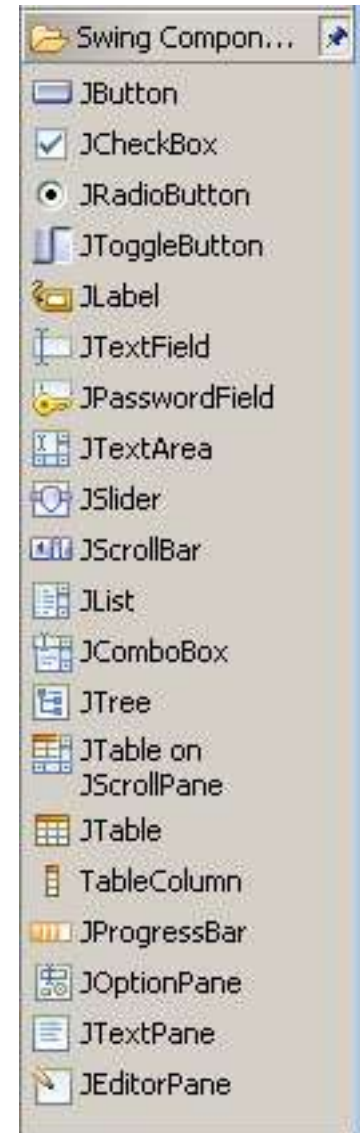 Swing Compon...
JButton
JCheckBox
JRadioButton
JToggleButton
JLabel
JTextField
JPasswordField
JTextArea
JSlider
JScrollBar
JList
JComboBox
JTree
JTable on
JScrollPane
JTable
TableColumn
JProgressBar
JOptionPane
JTextPane
JEditorPane